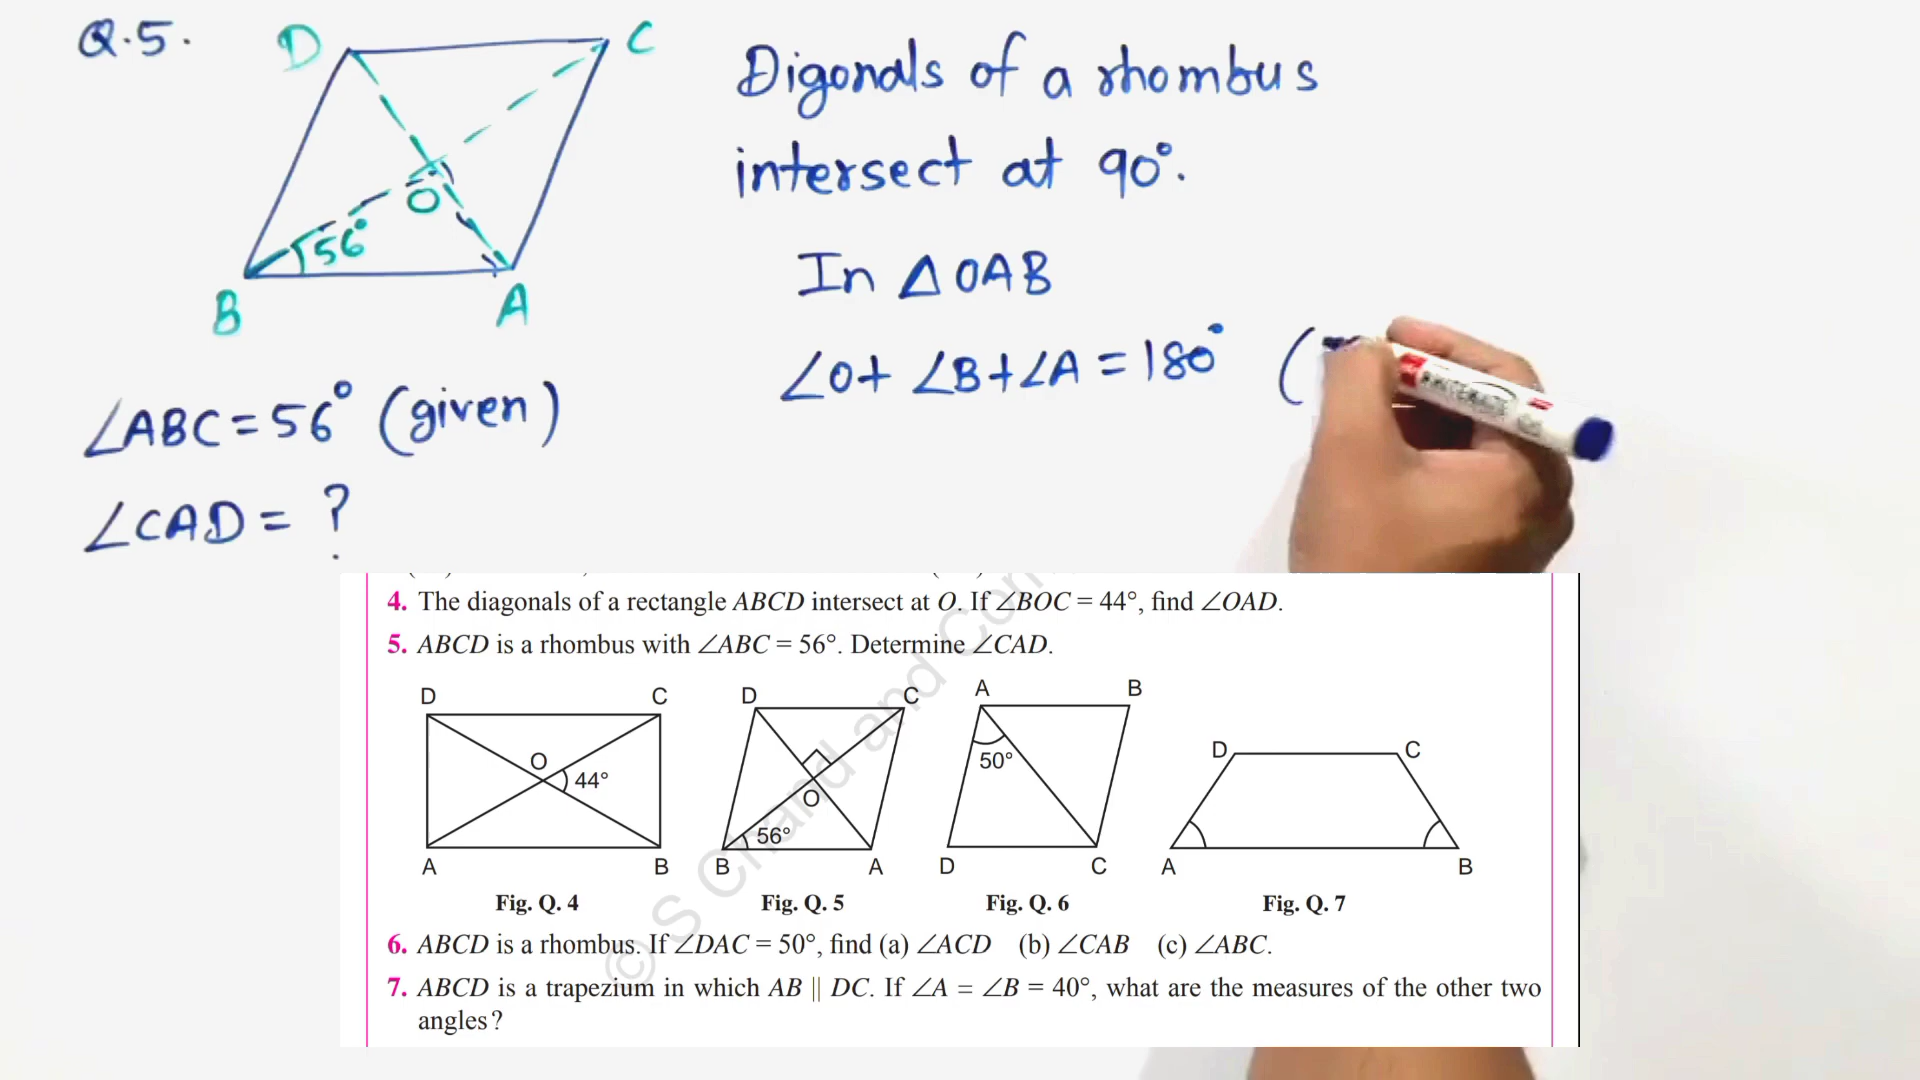 Q.5.
D
C
O
56°
B
A
∠ABC = 56° (given)
∠CAD = ?
Digonals of a rhombus
intersect at 90°.
In △OAB
∠O+ ∠B+∠A = 180° (
4. The diagonals of a rectangle ABCD intersect at O. If ∠BOC = 44°, find ∠OAD.
5. ABCD is a rhombus with ∠ABC = 56°. Determine ∠CAD.
D C
O
44°
A B
Fig. Q. 4
D C
O
56°
B A
Fig. Q. 5
A B
50°
D C
Fig. Q. 6
D C
A B
Fig. Q. 7
6. ABCD is a rhombus. If ∠DAC = 50°, find (a) ∠ACD (b) ∠CAB (c) ∠ABC.
7. ABCD is a trapezium in which AB || DC. If ∠A = ∠B = 40°, what are the measures of the other two
angles?
© S Chand and Com